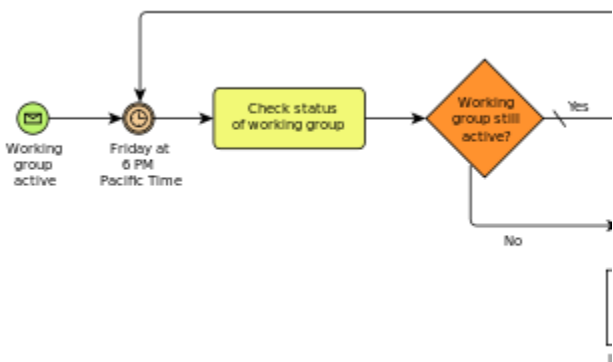 Working
group
active
Friday at
6 PM
Pacific Time
Check status
of working group
Working
group still
active?
Yes
No